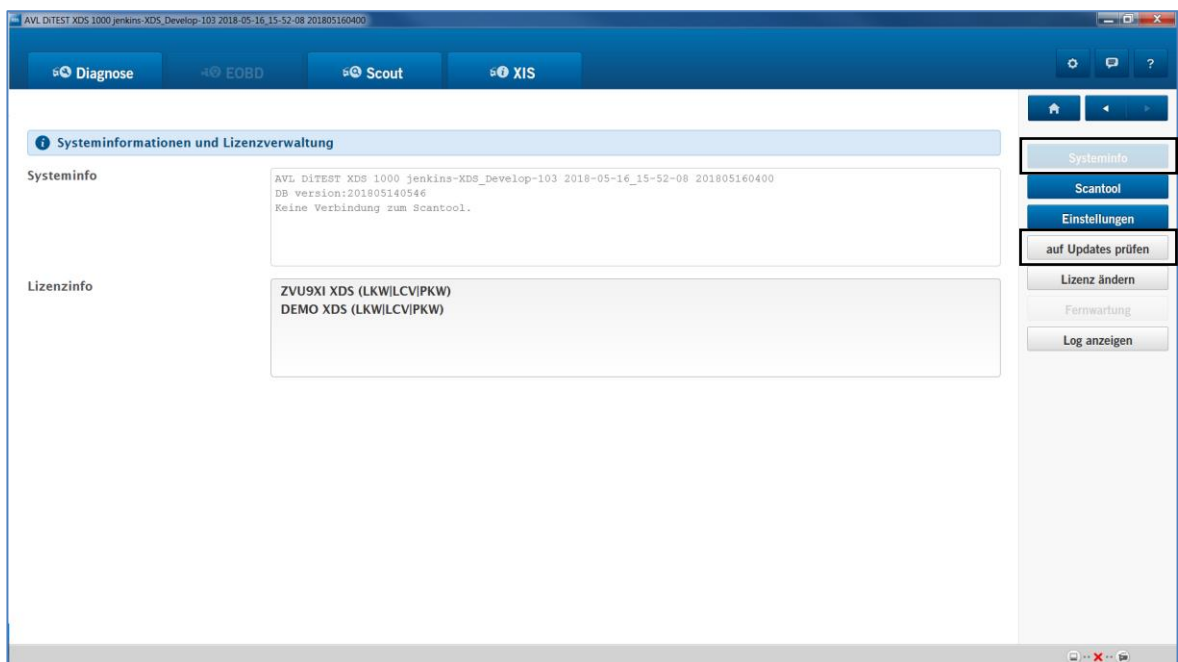 AVL DiTEST XDS 1000 jenkins-XDS_Develop-103 2018-05-16_15-52-08 201805160400
Diagnose
EOBD
Scout
XIS
?
Systeminformationen und Lizenzverwaltung
Systeminfo
AVL DiTEST XDS 1000 jenkins-XDS_Develop-103 2018-05-16_15-52-08 201805160400
DB version:201805140546
Keine Verbindung zum Scantool.
Lizenzinfo
ZVU9XI XDS (LKW|LCV|PKW)
DEMO XDS (LKW|LCV|PKW)
Systeminfo
Scantool
Einstellungen
auf Updates prüfen
Lizenz ändern
Fernwartung
Log anzeigen